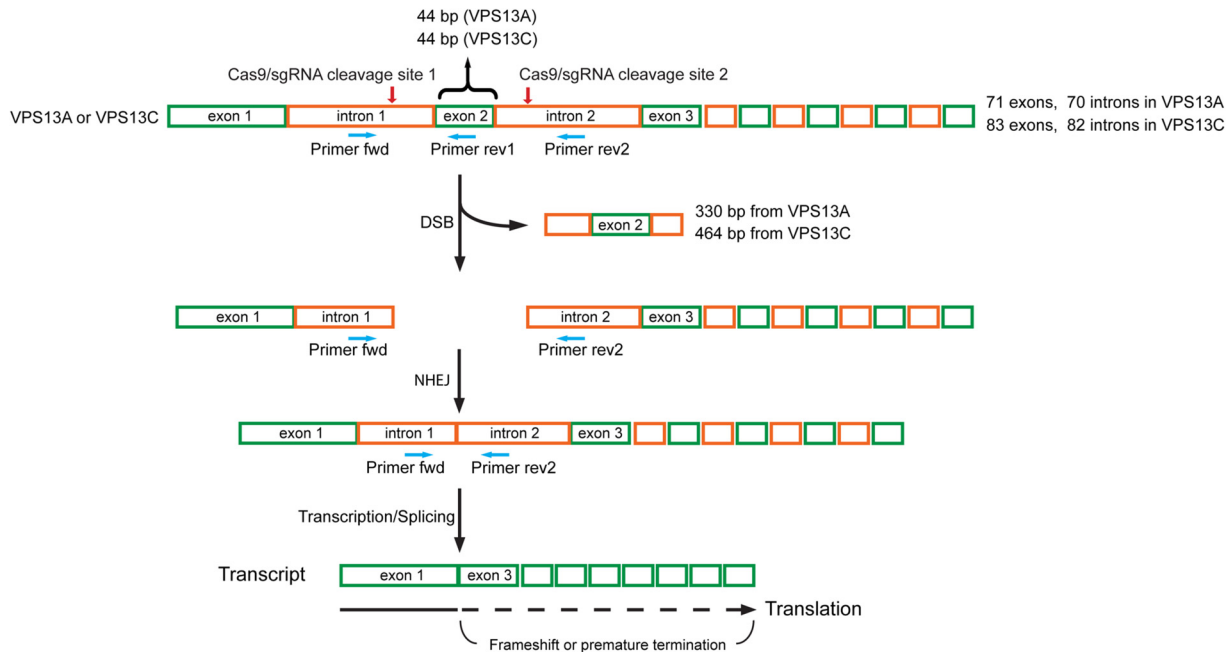 44 bp (VPS13A)
44 bp (VPS13C)
Cas9/sgRNA cleavage site 1
Cas9/sgRNA cleavage site 2
VPS13A or VPS13C
exon 1
intron 1
exon 2
intron 2
exon 3
71 exons, 70 introns in VPS13A
83 exons, 82 introns in VPS13C
Primer fwd
Primer rev1
Primer rev2
DSB
exon 2
330 bp from VPS13A
464 bp from VPS13C
exon 1
intron 1
intron 2
exon 3
Primer fwd
Primer rev2
NHEJ
exon 1
intron 1
intron 2
exon 3
Primer fwd
Primer rev2
Transcription/Splicing
Transcript
exon 1
exon 3
Translation
Frameshift or premature termination